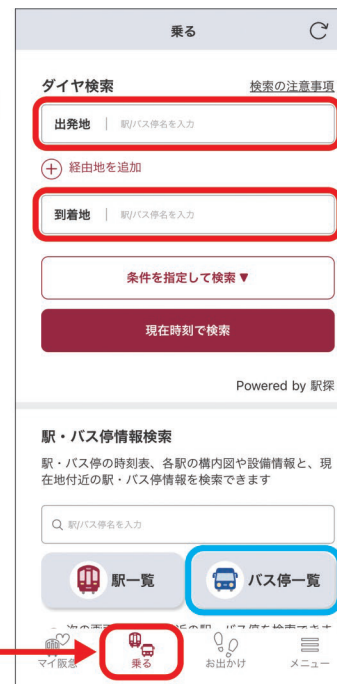 乗る
ダイヤ検索 検索の注意事項
出発地 駅/バス停名を入力
経由地を追加
到着地 駅/バス停名を入力
条件を指定して検索▼
現在時刻で検索
Powered by 駅探
駅・バス停情報検索
駅・バス停の時刻表、各駅の構内図や設備情報と、現
在地付近の駅・バス停情報を検索できます
駅/バス停名を入力
駅一覧 バス停一覧
マイ阪急 乗る お出かけ メニュー